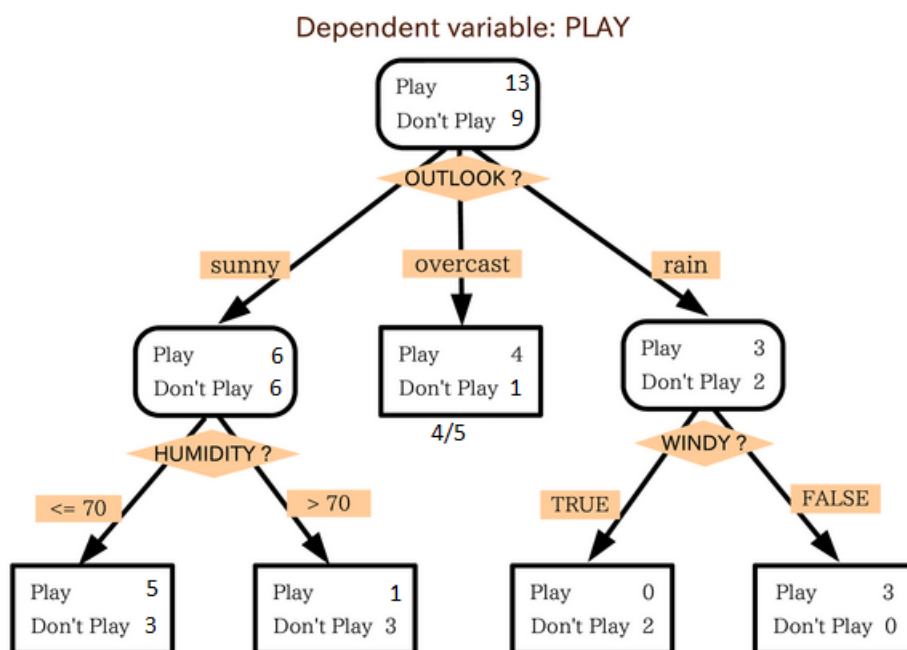 Dependent variable: PLAY
Play 13
Don't Play 9
OUTLOOK ?
sunny
overcast
rain
Play 6
Don't Play 6
Play 4
Don't Play 1
4/5
Play 3
Don't Play 2
HUMIDITY ?
WINDY ?
<= 70
> 70
TRUE
FALSE
Play 5
Don't Play 3
Play 1
Don't Play 3
Play 0
Don't Play 2
Play 3
Don't Play 0